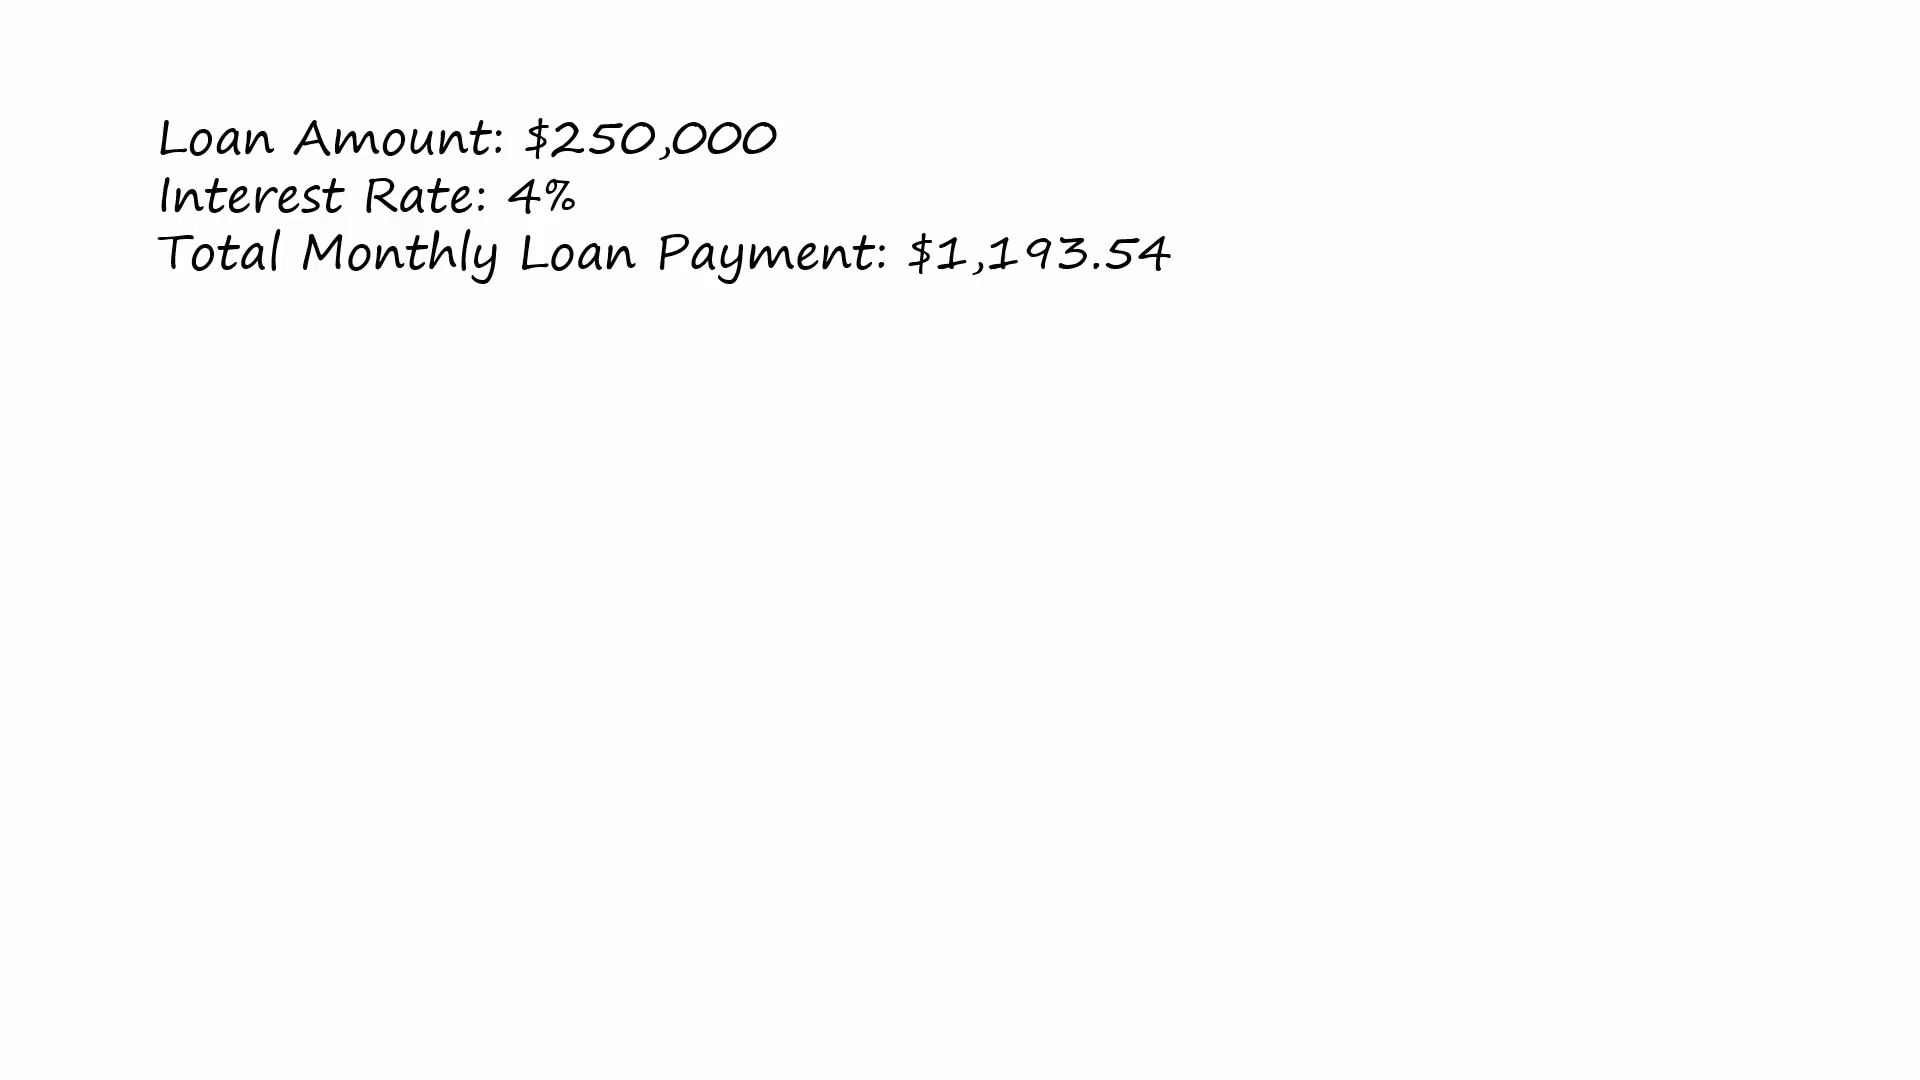 Loan Amount: $250,000
Interest Rate: 4%
Total Monthly Loan Payment: $1,193.54